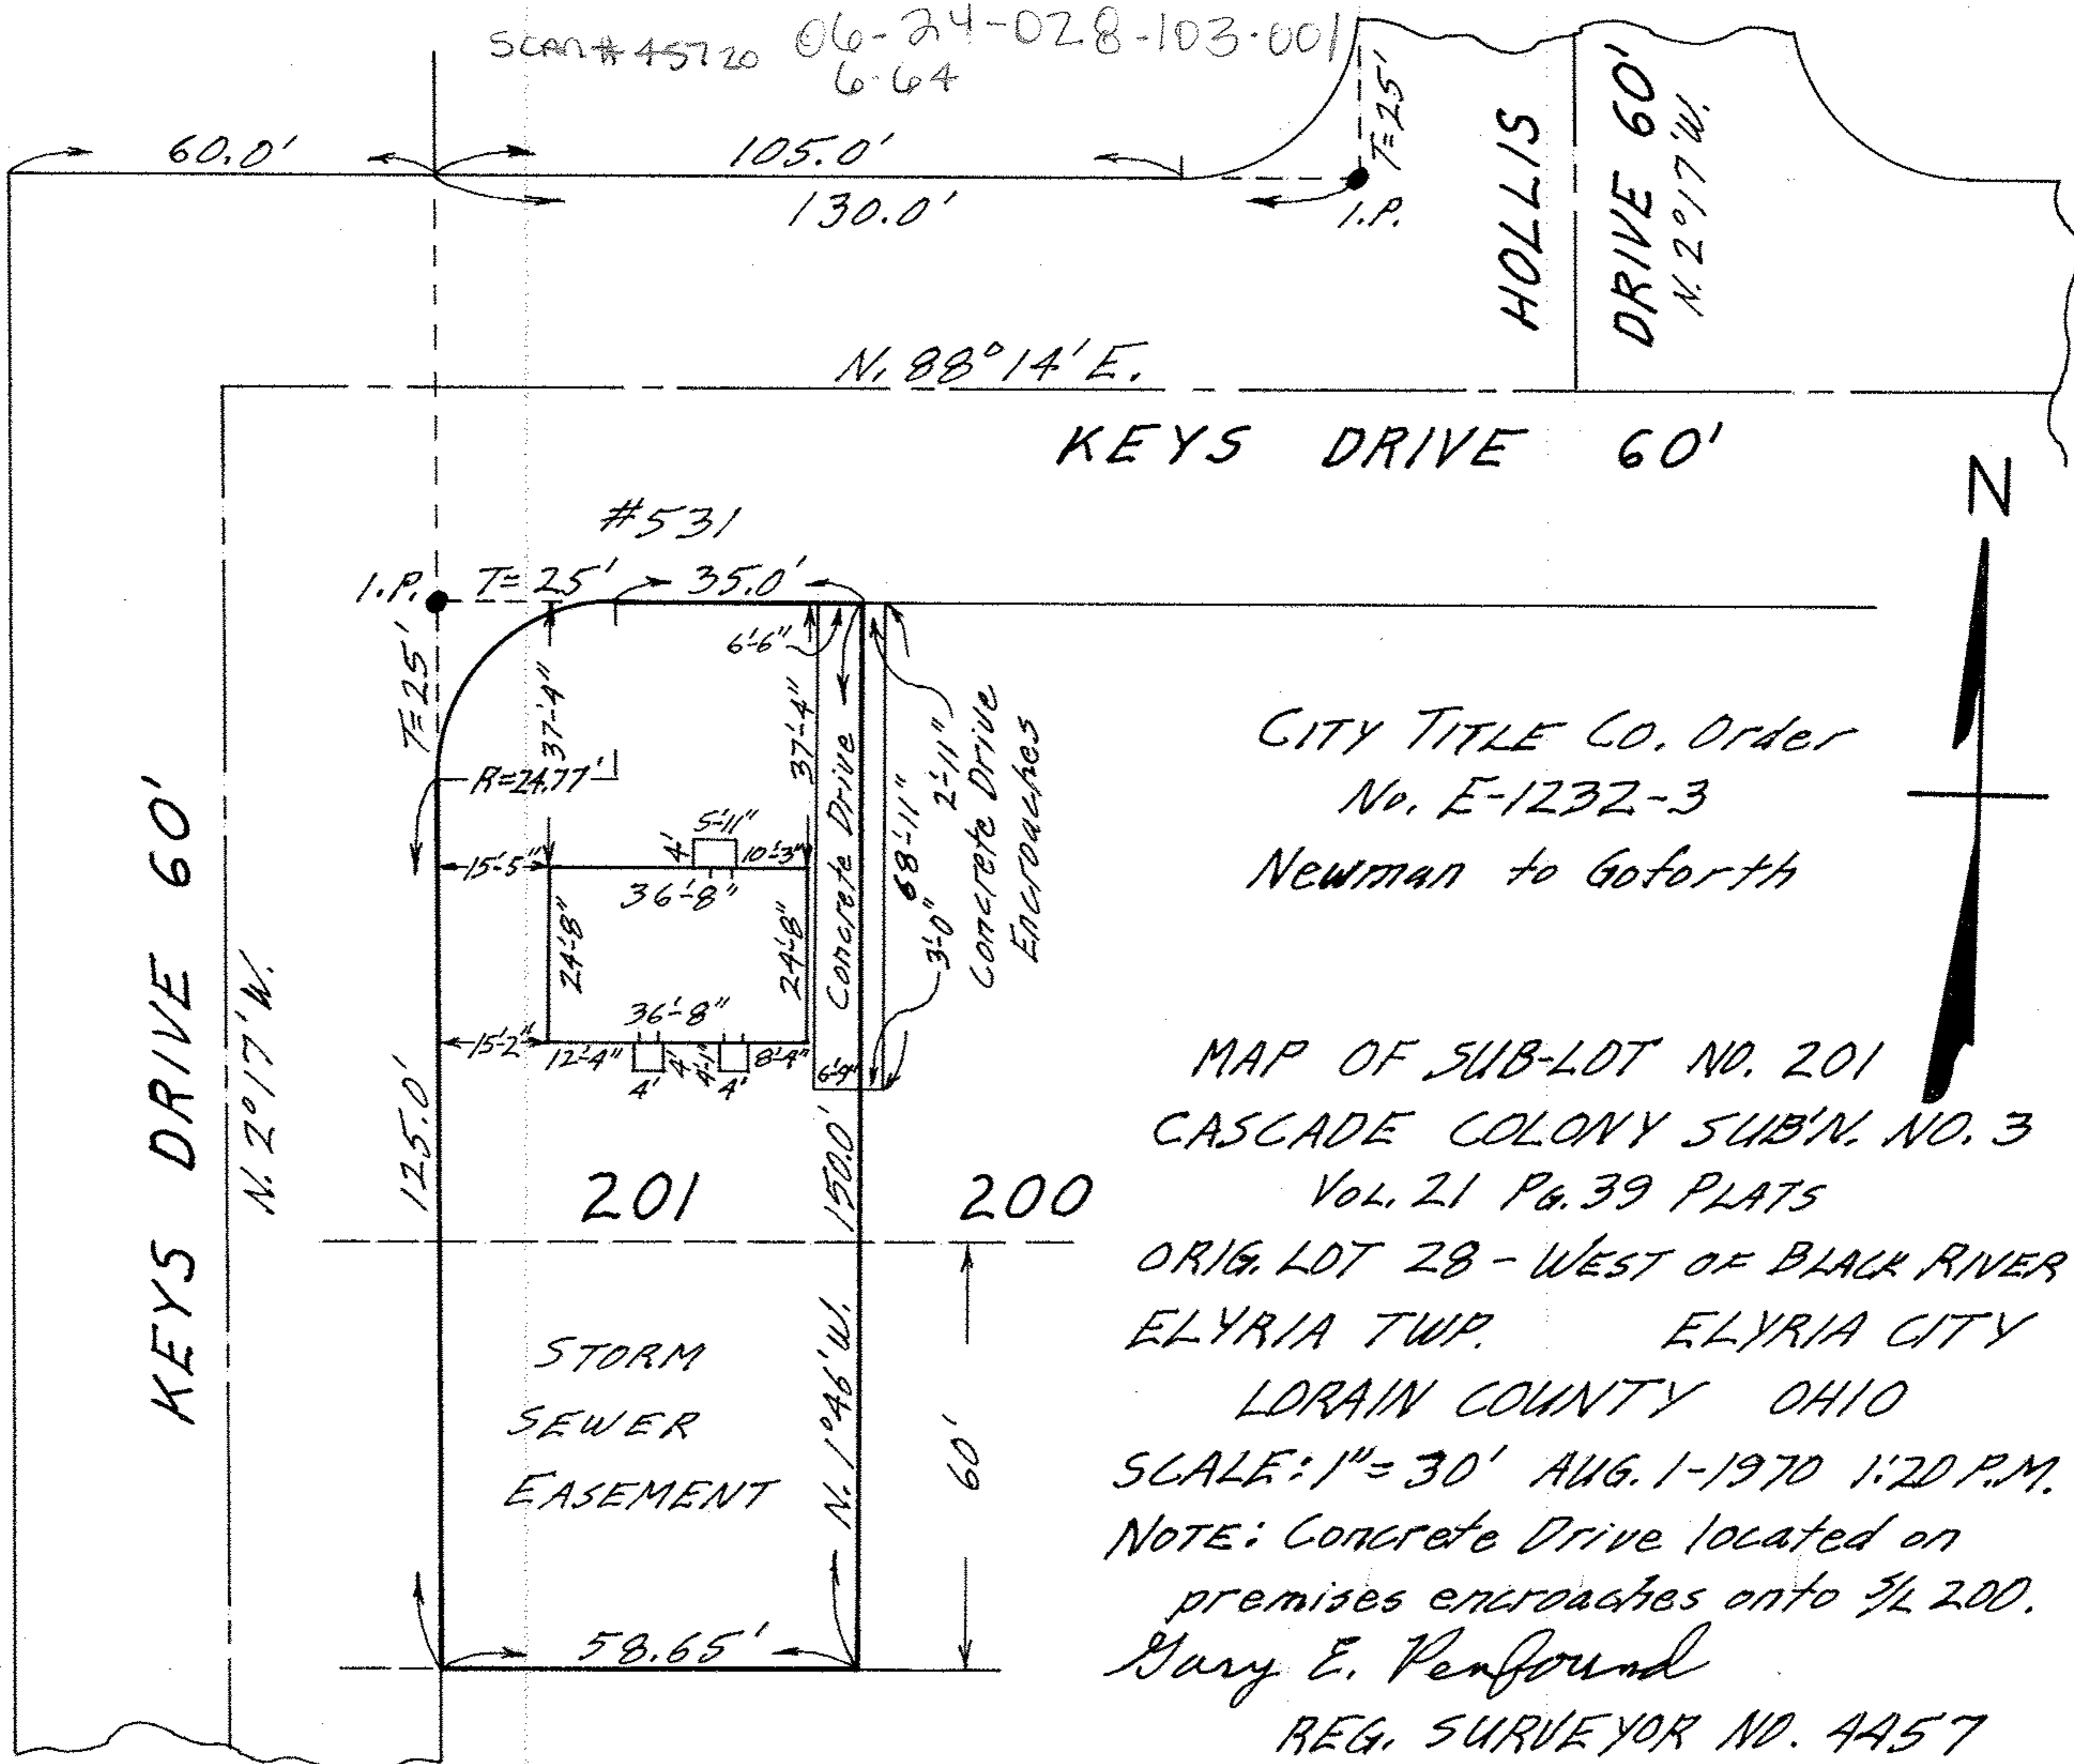 SCAN # 45720 06-24-028-103-001
6-64
60.0' 105.0'
130.0'
T=25'
I.P.
HOLLIS
DRIVE 60'
N. 2°17'W.
N. 88°14'E.
KEYS DRIVE 60'
N
#531
I.P. T=25' 35.0'
T=25'
6'-6"
37'-4"
37'-4"
R=24.77'
Concrete Drive
68'-11"
2'-11"
3'-0"
Concrete Drive
Encroaches
5'-11"
4' 10'-3"
15'-5"
36'-8"
24'-8"
24'-8"
36'-8"
15'-2" 12'-4" 4' 4'-1" 8'-4" 6'-9"
4' 4'
KEYS DRIVE 60'
N. 2°17'W.
125.0'
150.0'
201 200
N. 1°46'W.
STORM
SEWER
EASEMENT
60'
58.65'
CITY TITLE CO. Order
No. E-1232-3
Newman to Goforth
MAP OF SUB-LOT NO. 201
CASCADE COLONY SUB'N. NO. 3
VOL. 21 PG. 39 PLATS
ORIG. LOT 28 - WEST OF BLACK RIVER
ELYRIA TWP. ELYRIA CITY
LORAIN COUNTY OHIO
SCALE: 1"=30' AUG. 1-1970 1:20 P.M.
NOTE: Concrete Drive located on
premises encroaches onto S/L 200.
Gary E. Penfound
REG. SURVEYOR NO. 4457